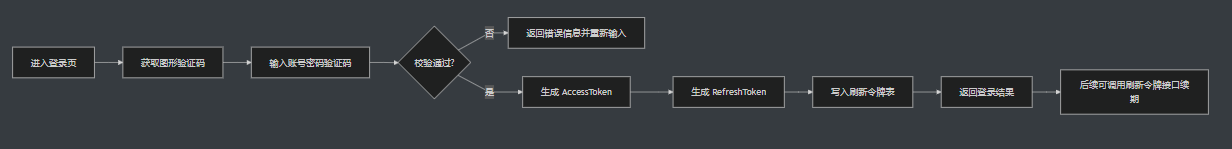 进入登录页
获取图形验证码
输入账号密码验证码
校验通过?
否
返回错误信息并重新输入
是
生成 AccessToken
生成 RefreshToken
写入刷新令牌表
返回登录结果
后续可调用刷新令牌接口续
期